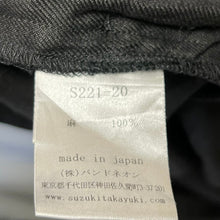 S221-20
麻 100%
made in japan
(株)バンドネオン
東京都千代田区神田佐久間町3-37-20
www.suzukitakayuki.com